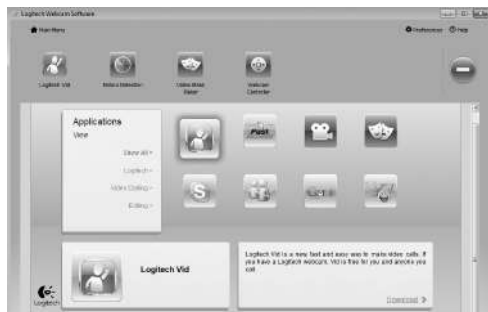 Logitech Webcam Software
Main Menu
Preferences
Help
Logitech Vid
Motion Detection
Video Mask Maker
Webcam Controller
Applications
View
Show All >
Logitech >
Video Calling >
Editing >
Fast
S
Logitech Vid
Logitech Vid is a new fast and easy way to make video calls. If
you have a Logitech webcam, Vid is free for you and anyone you
call.
Download >
Logitech